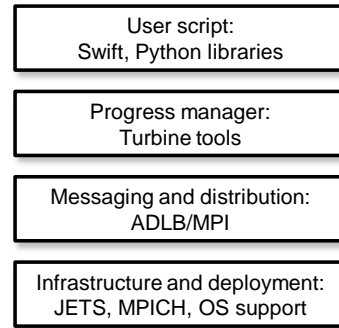 User script:
Swift, Python libraries
Progress manager:
Turbine tools
Messaging and distribution:
ADLB/MPI
Infrastructure and deployment:
JETS, MPICH, OS support